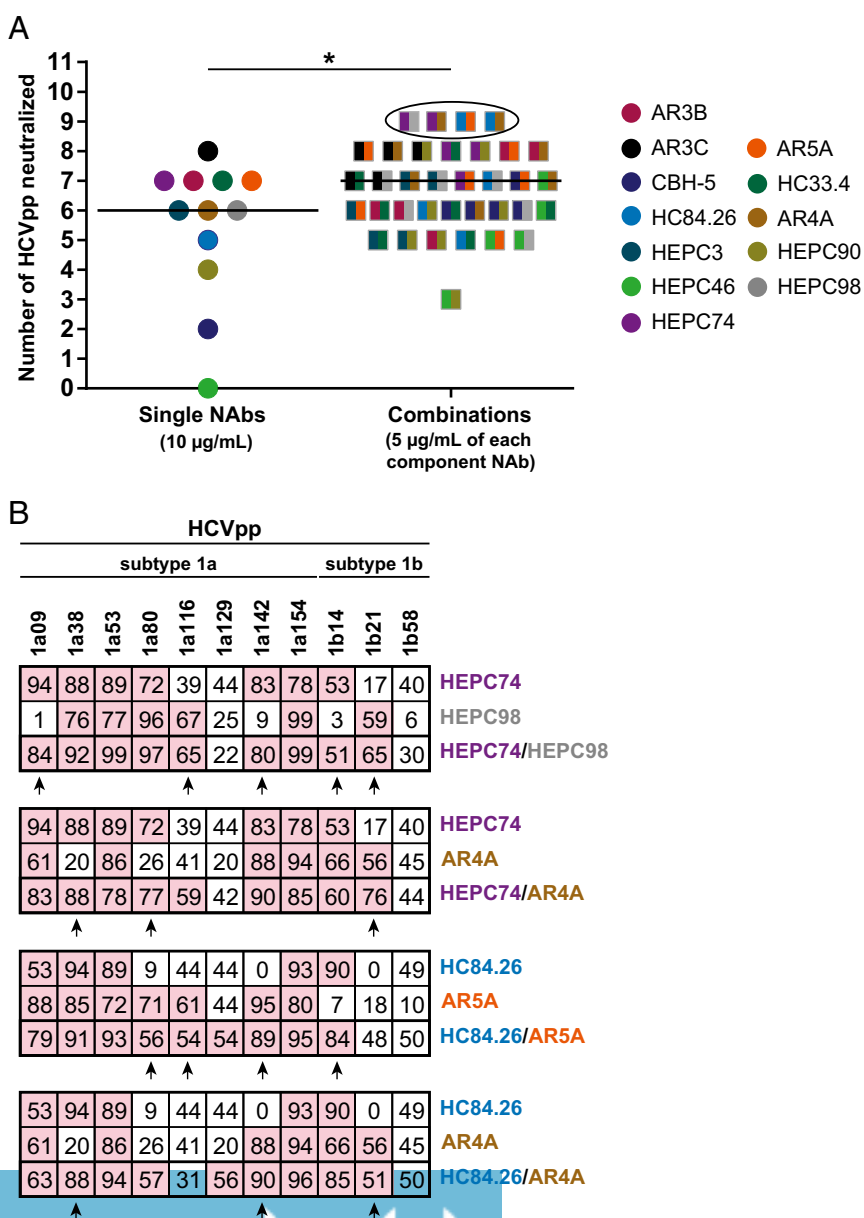 A
Number of HCVpp neutralized
11
10
9
8
7
6
5
4
3
2
1
0
*
Single NAbs
(10 µg/mL)
Combinations
(5 µg/mL of each
component NAb)
AR3B
AR3C
CBH-5
HC84.26
HEPC3
HEPC46
HEPC74
AR5A
HC33.4
AR4A
HEPC90
HEPC98
B
HCVpp
subtype 1a subtype 1b
1a09 1a38 1a53 1a80 1a116 1a129 1a142 1a154 1b14 1b21 1b58
94 88 89 72 39 44 83 78 53 17 40 HEPC74
1 76 77 96 67 25 9 99 3 59 6 HEPC98
84 92 99 97 65 22 80 99 51 65 30 HEPC74/HEPC98
94 88 89 72 39 44 83 78 53 17 40 HEPC74
61 20 86 26 41 20 88 94 66 56 45 AR4A
83 88 78 77 59 42 90 85 60 76 44 HEPC74/AR4A
53 94 89 9 44 44 0 93 90 0 49 HC84.26
88 85 72 71 61 44 95 80 7 18 10 AR5A
79 91 93 56 54 54 89 95 84 48 50 HC84.26/AR5A
53 94 89 9 44 44 0 93 90 0 49 HC84.26
61 20 86 26 41 20 88 94 66 56 45 AR4A
63 88 94 57 31 56 90 96 85 51 50 HC84.26/AR4A